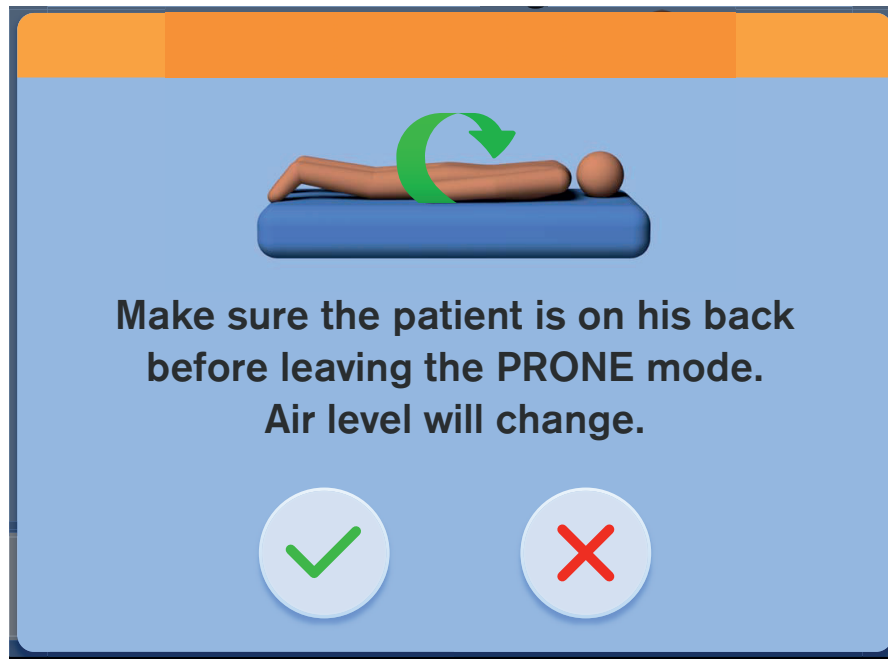 Make sure the patient is on his back
before leaving the PRONE mode.
Air level will change.